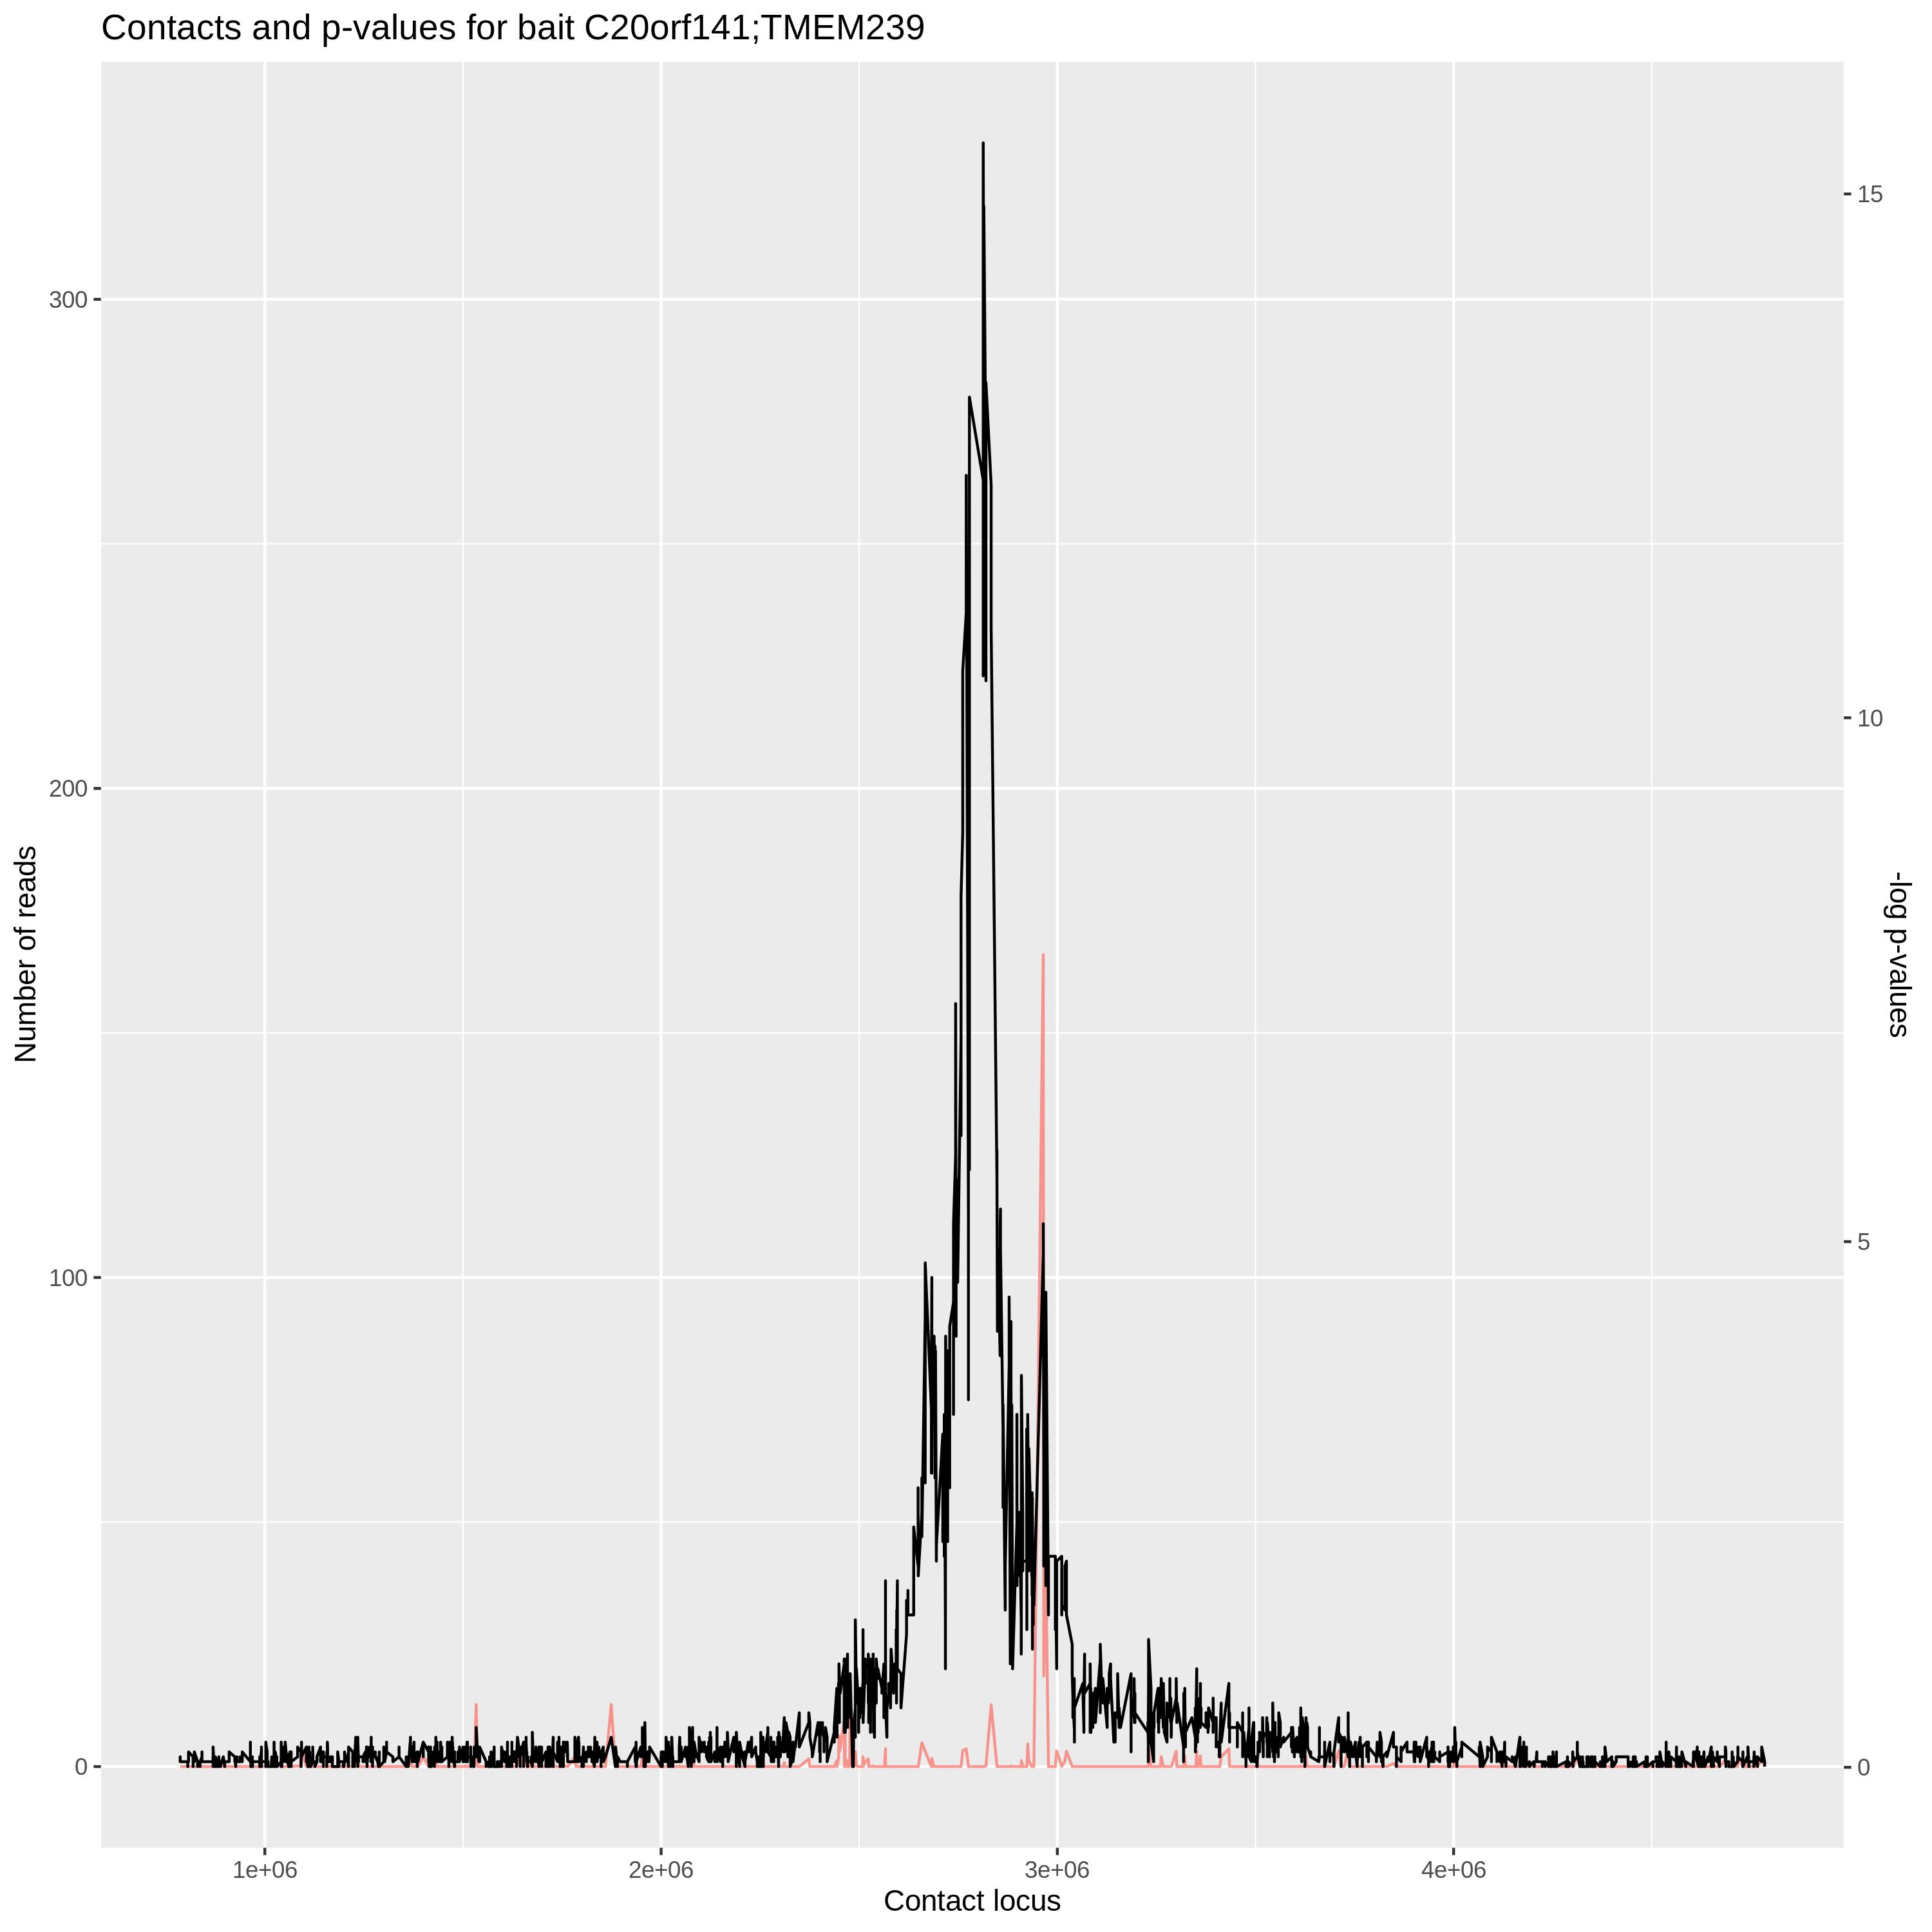 Contacts and p-values for bait C20orf141;TMEM239
Number of reads
300
200
100
0
15
10
5
0
-log p-values
1e+06 2e+06 3e+06 4e+06
Contact locus